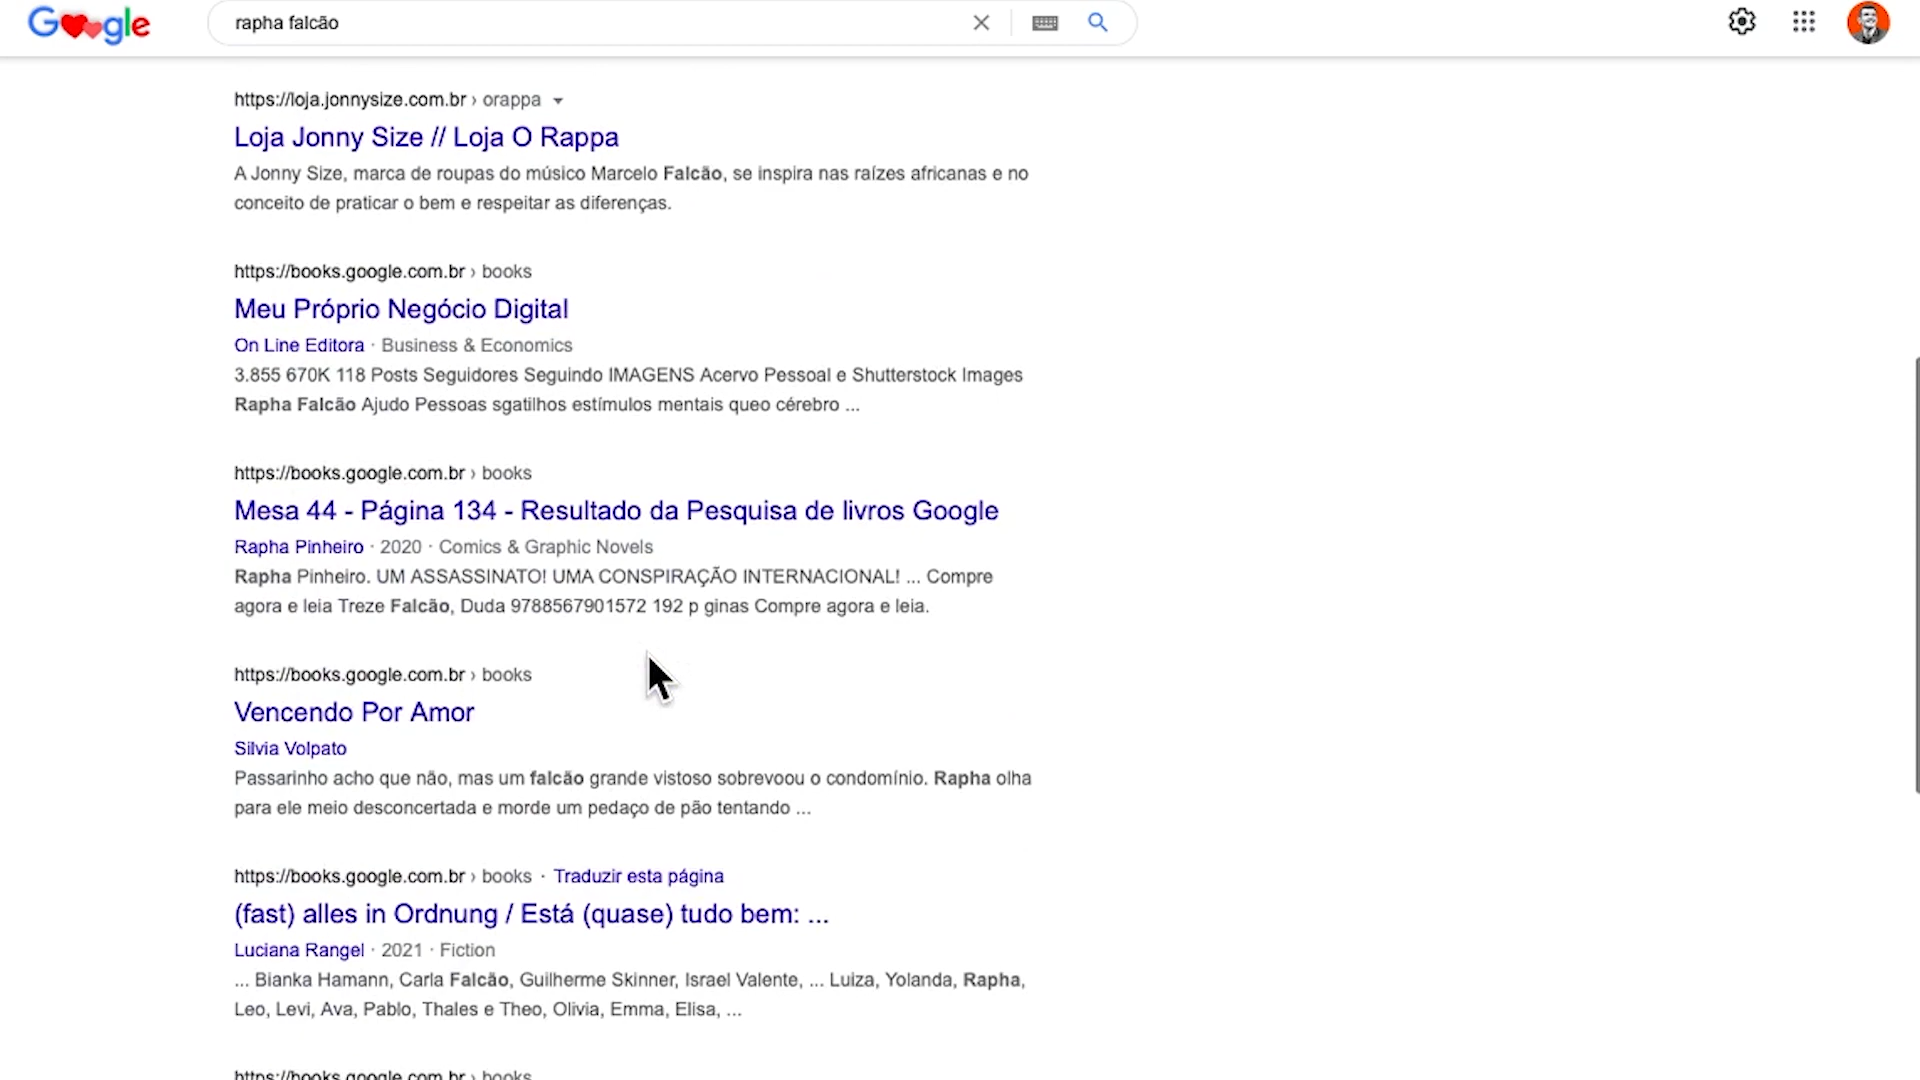 Google
rapha falcão
https://loja.jonnysize.com.br › orappa
Loja Jonny Size // Loja O Rappa
A Jonny Size, marca de roupas do músico Marcelo Falcão, se inspira nas raízes africanas e no
conceito de praticar o bem e respeitar as diferenças.
https://books.google.com.br › books
Meu Próprio Negócio Digital
On Line Editora · Business & Economics
3.855 670K 118 Posts Seguidores Seguindo IMAGENS Acervo Pessoal e Shutterstock Images
Rapha Falcão Ajudo Pessoas sgatilhos estímulos mentais queo cérebro ...
https://books.google.com.br › books
Mesa 44 - Página 134 - Resultado da Pesquisa de livros Google
Rapha Pinheiro · 2020 · Comics & Graphic Novels
Rapha Pinheiro. UM ASSASSINATO! UMA CONSPIRAÇÃO INTERNACIONAL! ... Compre
agora e leia Treze Falcão, Duda 9788567901572 192 p ginas Compre agora e leia.
https://books.google.com.br › books
Vencendo Por Amor
Silvia Volpato
Passarinho acho que não, mas um falcão grande vistoso sobrevoou o condomínio. Rapha olha
para ele meio desconcertada e morde um pedaço de pão tentando ...
https://books.google.com.br › books · Traduzir esta página
(fast) alles in Ordnung / Está (quase) tudo bem: ...
Luciana Rangel · 2021 · Fiction
... Bianka Hamann, Carla Falcão, Guilherme Skinner, Israel Valente, ... Luiza, Yolanda, Rapha,
Leo, Levi, Ava, Pablo, Thales e Theo, Olivia, Emma, Elisa, ...
https://books.google.com.br › books